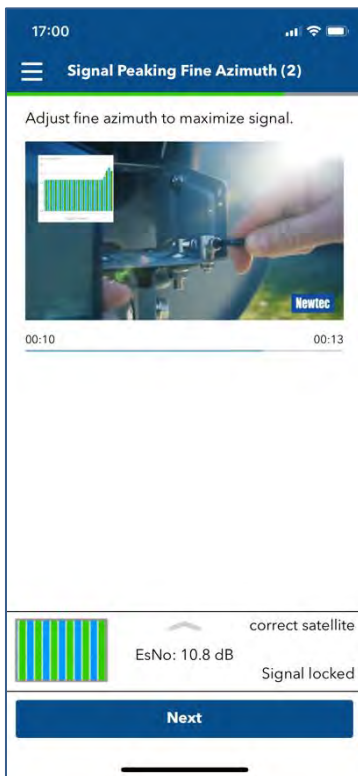 17:00
Signal Peaking Fine Azimuth (2)
Adjust fine azimuth to maximize signal.
Newtec
00:10 00:13
correct satellite
EsNo: 10.8 dB
Signal locked
Next